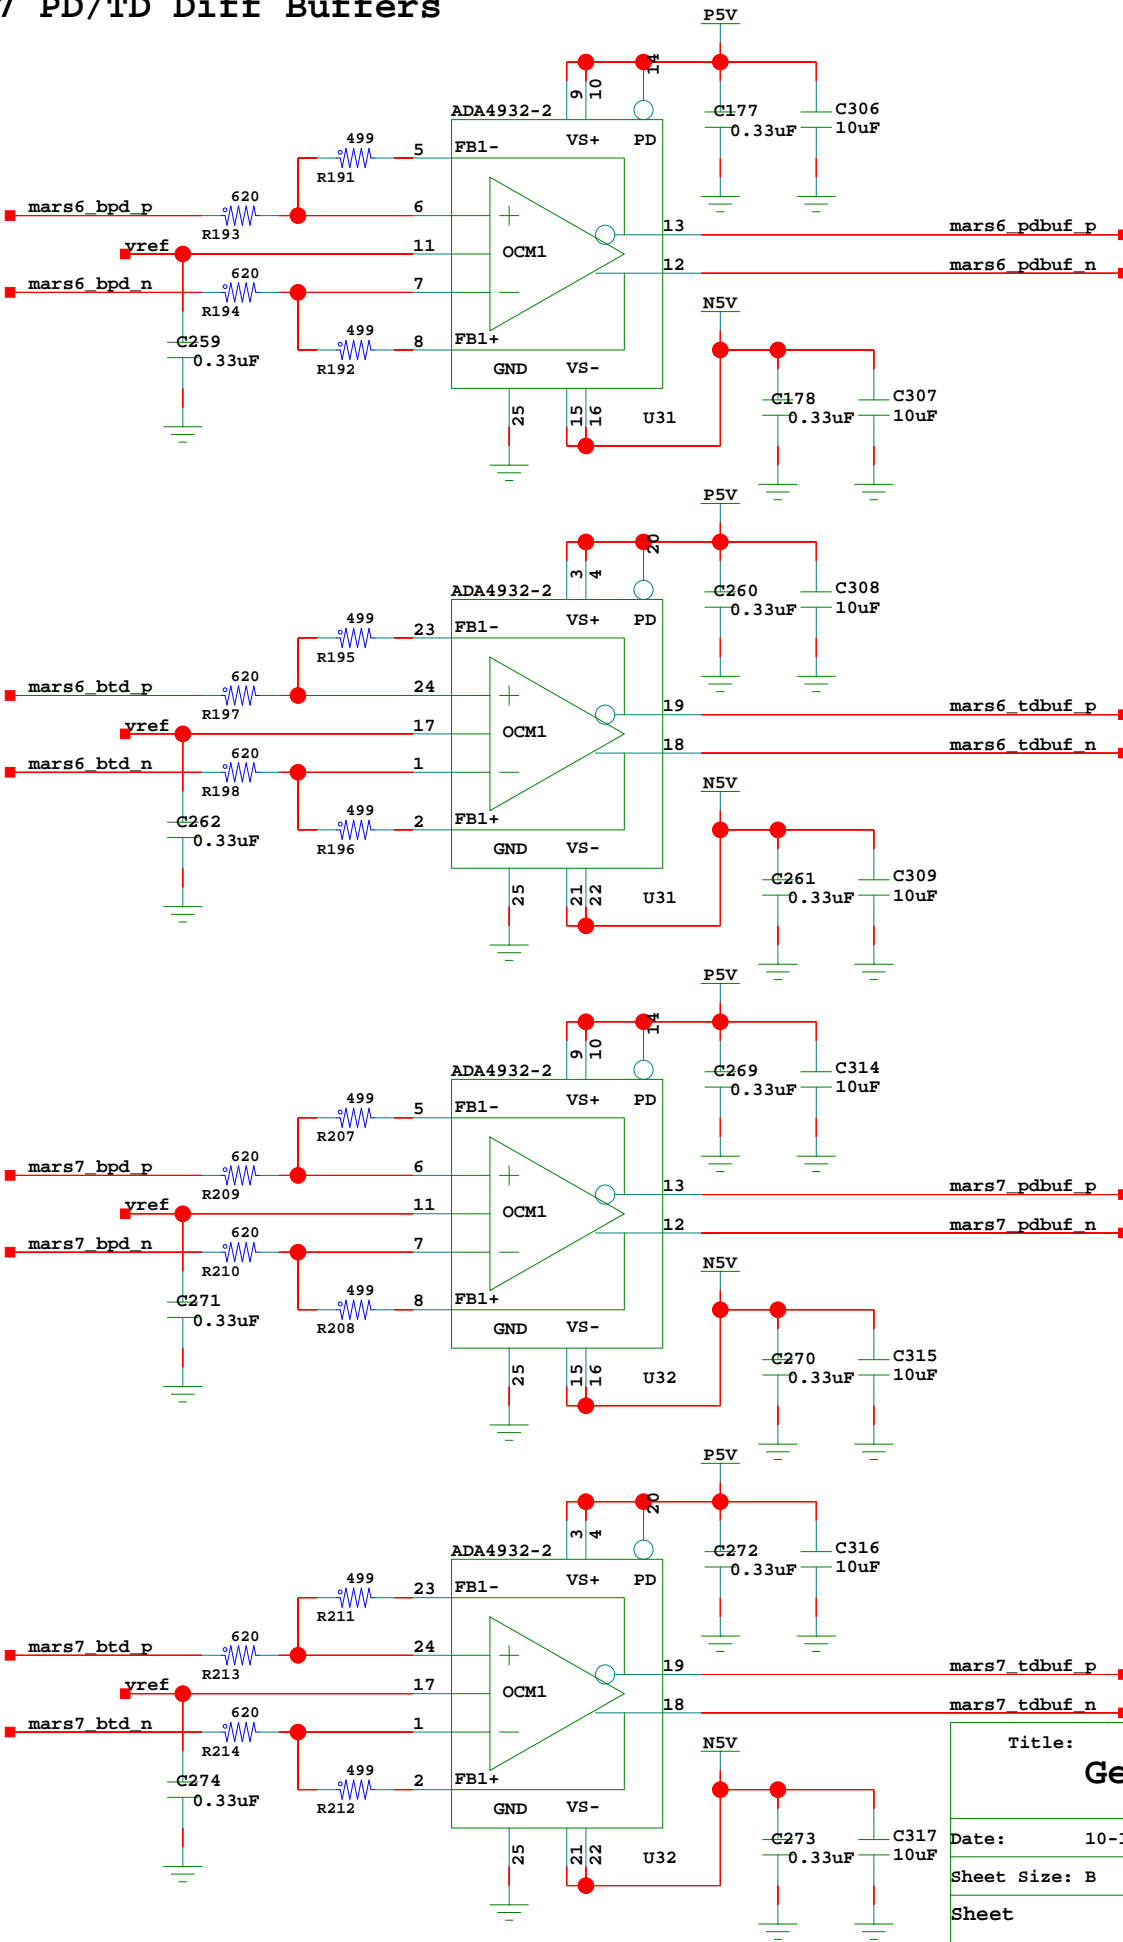 7 PD/TD Diff Buffers
P5V
14
9
10
ADA4932-2
VS+
PD
C177
0.33uF
C306
10uF
499
R191
5
FB1-
mars6_bpd_p
620
R193
6
13
mars6_pdbuf_p
vref
11
OCM1
12
mars6_pdbuf_n
mars6_bpd_n
620
R194
7
N5V
C259
0.33uF
499
R192
8
FB1+
GND
VS-
25
15
16
U31
C178
0.33uF
C307
10uF
P5V
20
3
4
ADA4932-2
VS+
PD
C260
0.33uF
C308
10uF
499
R195
23
FB1-
mars6_btd_p
620
R197
24
19
mars6_tdbuf_p
vref
17
OCM1
18
mars6_tdbuf_n
mars6_btd_n
620
R198
1
N5V
C262
0.33uF
499
R196
2
FB1+
GND
VS-
25
21
22
U31
C261
0.33uF
C309
10uF
P5V
14
9
10
ADA4932-2
VS+
PD
C269
0.33uF
C314
10uF
499
R207
5
FB1-
mars7_bpd_p
620
R209
6
13
mars7_pdbuf_p
vref
11
OCM1
12
mars7_pdbuf_n
mars7_bpd_n
620
R210
7
N5V
C271
0.33uF
499
R208
8
FB1+
GND
VS-
25
15
16
U32
C270
0.33uF
C315
10uF
P5V
20
3
4
ADA4932-2
VS+
PD
C272
0.33uF
C316
10uF
499
R211
23
FB1-
mars7_btd_p
620
R213
24
19
mars7_tdbuf_p
vref
17
OCM1
18
mars7_tdbuf_n
mars7_btd_n
620
R214
1
N5V
C274
0.33uF
499
R212
2
FB1+
GND
VS-
25
21
22
U32
C273
0.33uF
C317
10uF
Title:
Ge
Date: 10-1
Sheet Size: B
Sheet